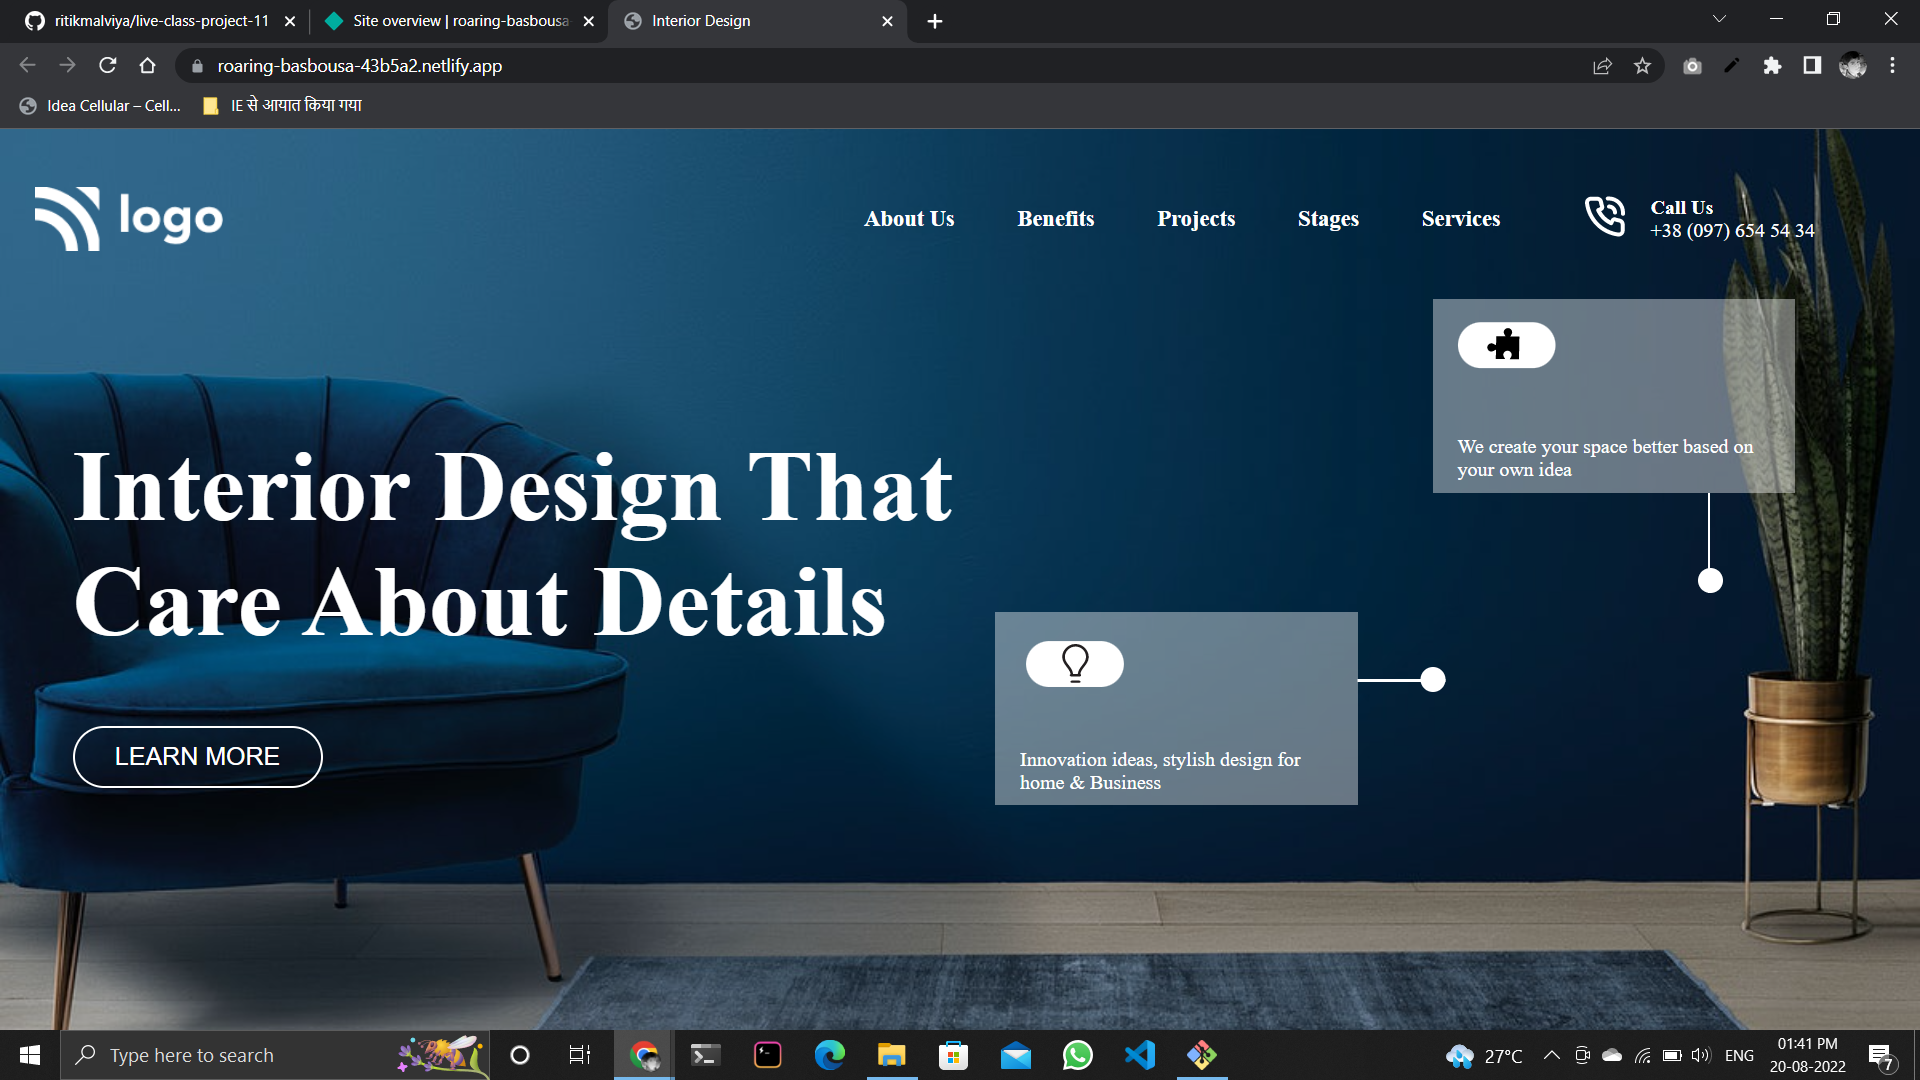 ritikmalviya/live-class-project-11
Site overview | roaring-basbousa
Interior Design
roaring-basbousa-43b5a2.netlify.app
Idea Cellular – Cell...
IE से आयात किया गया
logo
About Us
Benefits
Projects
Stages
Services
Call Us
+38 (097) 654 54 34
We create your space better based on
your own idea
Interior Design That
Care About Details
LEARN MORE
Innovation ideas, stylish design for
home & Business
Type here to search
27°C
ENG
01:41 PM
20-08-2022
7